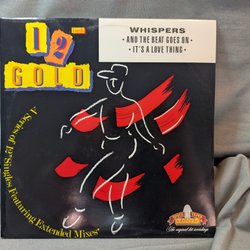 12 inch
GOLD
WHISPERS
• AND THE BEAT GOES ON •
• IT'S A LOVE THING •
A Series of 12" Singles Featuring Extended Mixes
The original hit recordings